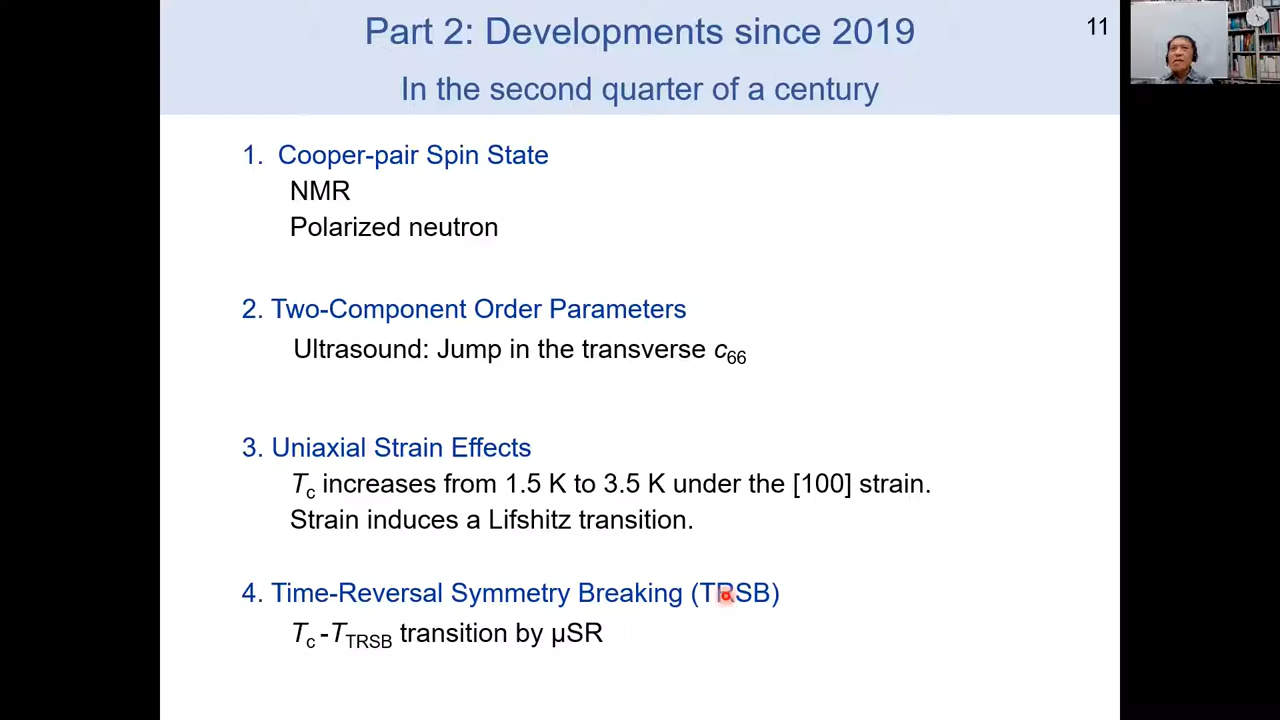 Part 2: Developments since 2019
11
In the second quarter of a century
1. Cooper-pair Spin State
NMR
Polarized neutron
2. Two-Component Order Parameters
Ultrasound: Jump in the transverse c66
3. Uniaxial Strain Effects
Tc increases from 1.5 K to 3.5 K under the [100] strain.
Strain induces a Lifshitz transition.
4. Time-Reversal Symmetry Breaking (TRSB)
Tc -TTRSB transition by µSR